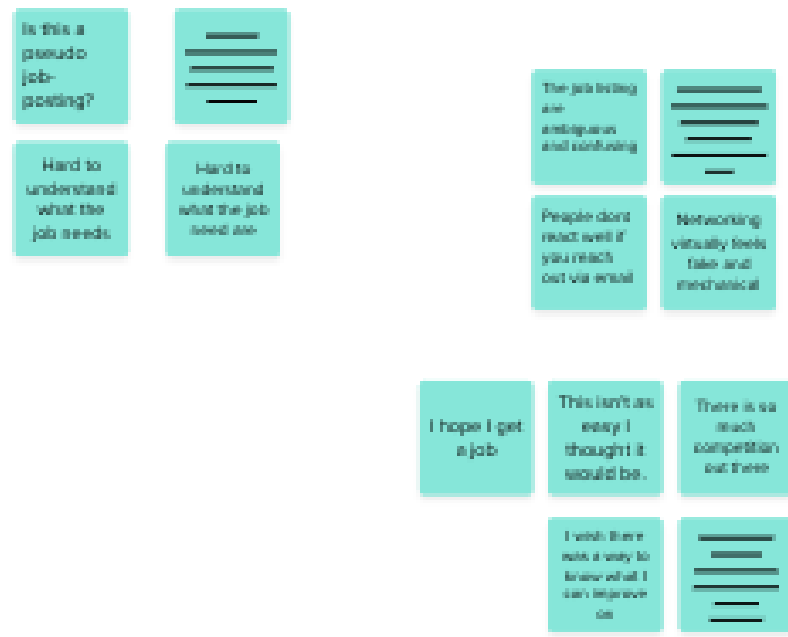 Is this a
pseudo
job-
posting?
Hard to
understand
what the
job needs
Hard to
understand
what the job
need are
The job listing
are
ambiguous
and confusing
People dont
react well if
you reach
out via email
Networking
virtually feels
fake and
mechanical
I hope I get
a job
This isn't as
easy I
thought it
would be.
There is so
much
competition
out there
I wish there
was a way to
know what I
can improve
on